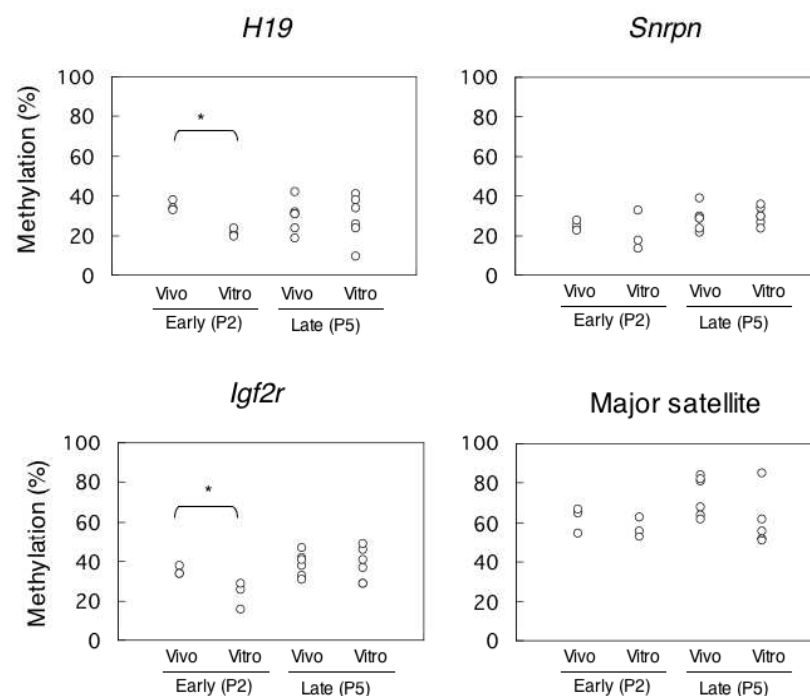 H19
Snrpn
Methylation (%)
100
80
60
40
20
0
*
Vivo Vitro Vivo Vitro
Early (P2) Late (P5)
100
80
60
40
20
0
Vivo Vitro Vivo Vitro
Early (P2) Late (P5)
Igf2r
Major satellite
Methylation (%)
100
80
60
40
20
0
*
Vivo Vitro Vivo Vitro
Early (P2) Late (P5)
100
80
60
40
20
0
Vivo Vitro Vivo Vitro
Early (P2) Late (P5)